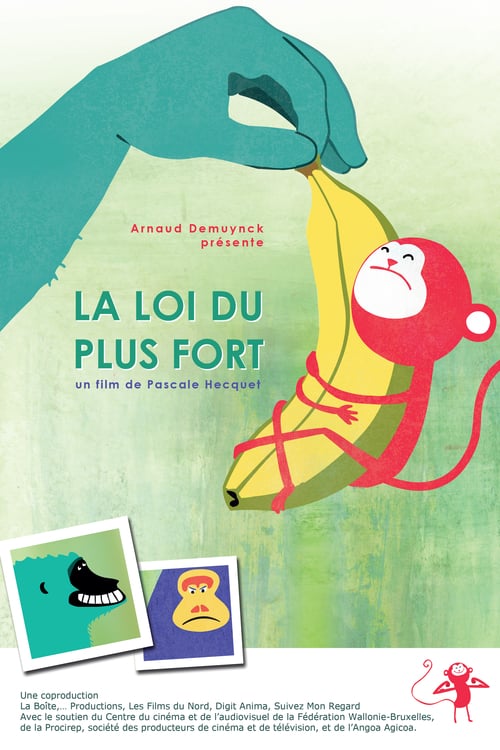 Arnaud Demuynck
présente
LA LOI DU
PLUS FORT
un film de Pascale Hecquet
Une coproduction
La Boîte,... Productions, Les Films du Nord, Digit Anima, Suivez Mon Regard
Avec le soutien du Centre du cinéma et de l'audiovisuel de la Fédération Wallonie-Bruxelles,
de la Procirep, société des producteurs de cinéma et de télévision, et de l'Angoa Agicoa.